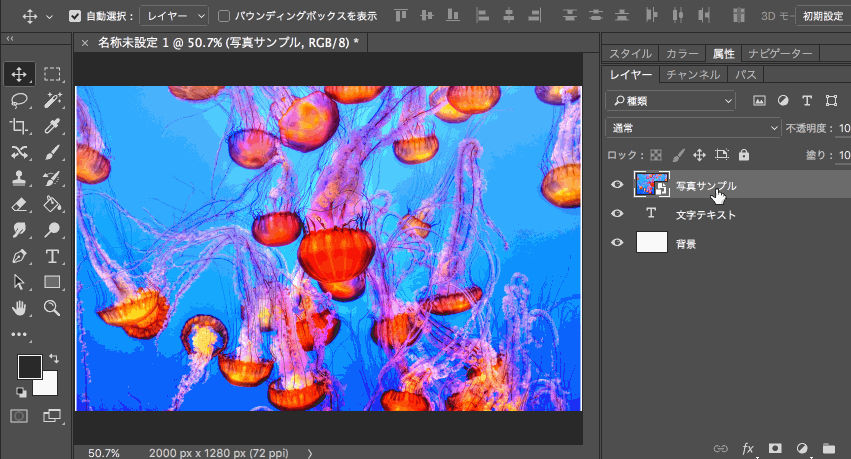 自動選択： レイヤー バウンディングボックスを表示 3D モー 初期設定
× 名称未設定 1 @ 50.7% (写真サンプル, RGB/8) *
スタイル カラー 属性 ナビゲーター
レイヤー チャンネル パス
種類 T
通常 不透明度： 10
ロック： 塗り： 10
写真サンプル
T 文字テキスト
背景
fx
50.7% 2000 px x 1280 px (72 ppi)